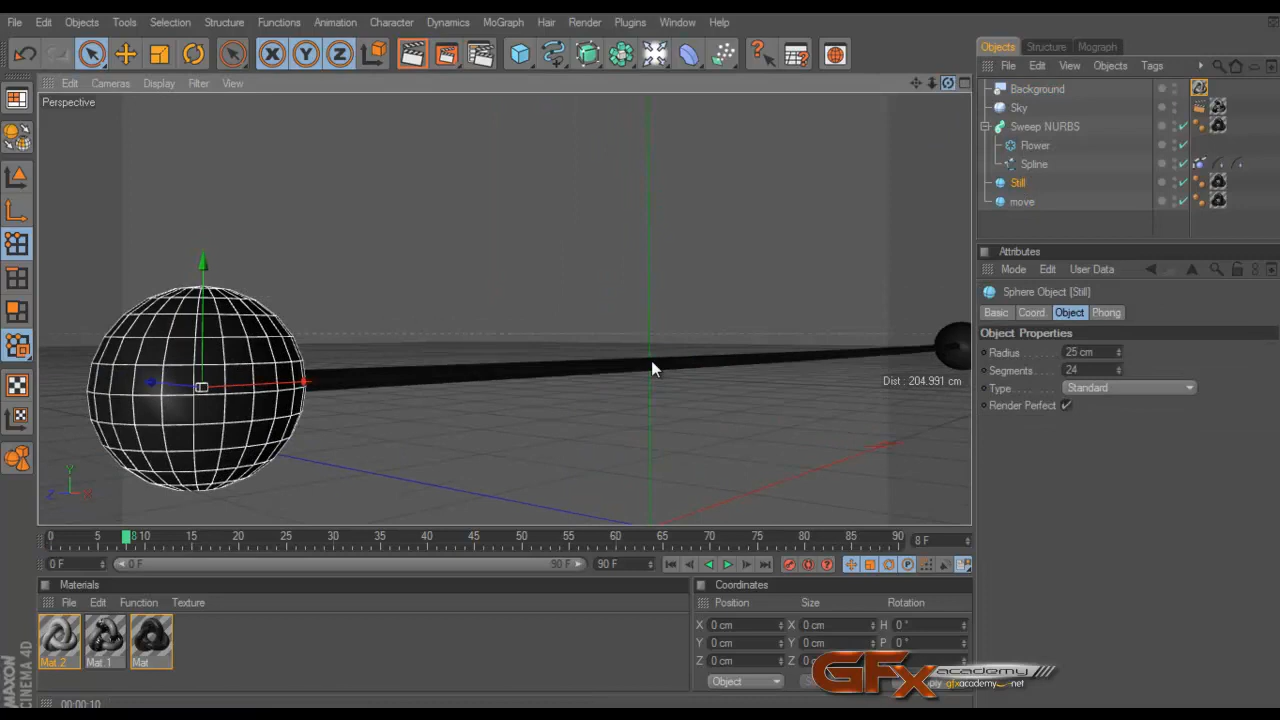 File Edit Objects Tools Selection Structure Functions Animation Character Dynamics MoGraph Hair Render Plugins Window Help
X Y Z
Objects Structure Mograph
File Edit View Objects Tags
Edit Cameras Display Filter View
Perspective
Background
Sky
Sweep NURBS
Flower
Spline
Still
move
Attributes
Mode Edit User Data
Sphere Object [Still]
Basic Coord. Object Phong
Object Properties
Radius 25 cm
Segments 24
Type Standard
Render Perfect
Dist : 204.991 cm
Y
Z X
0 5 8 10 15 20 25 30 35 40 45 50 55 60 65 70 75 80 85 90 8 F
0 F 0 F 90 F 90 F
Materials
File Edit Function Texture
Mat.2 Mat.1 Mat
Coordinates
Position Size Rotation
X 0 cm X 0 cm H 0 °
Y 0 cm Y 0 cm P 0 °
Z 0 cm Z 0
Object
GFX academy
gfxacademy.net
MAXON CINEMA 4D
00:00:10